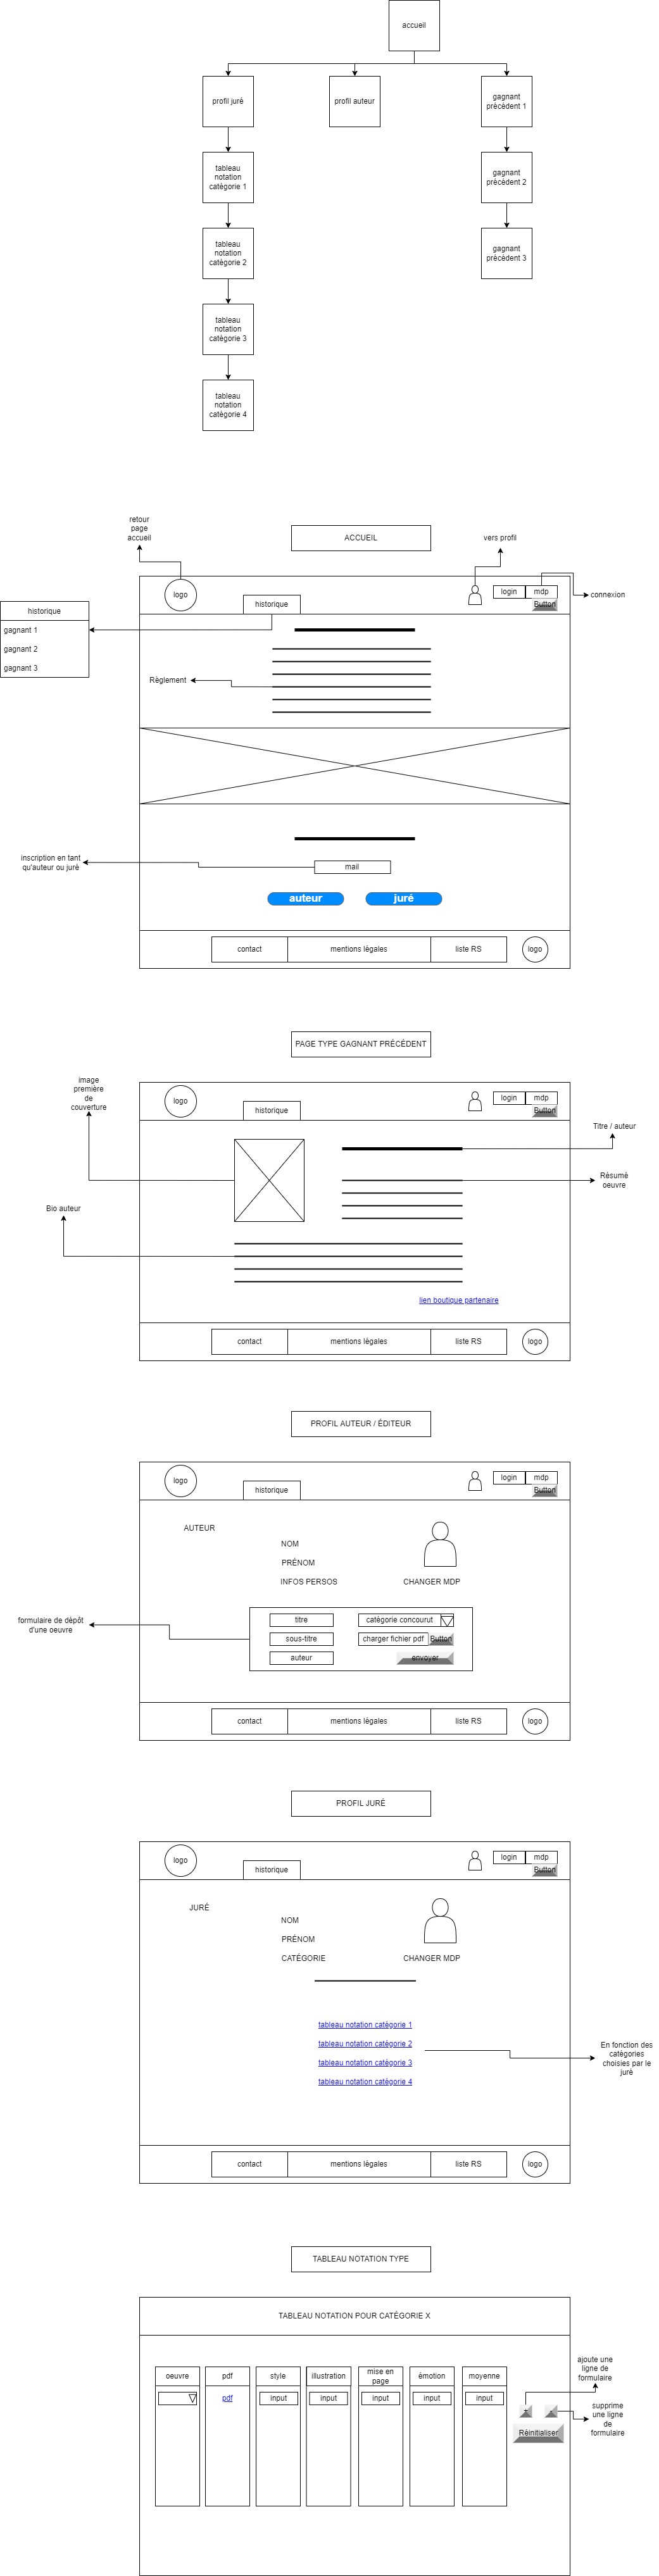 accueil
profil juré
profil auteur
gagnant
précédent 1
tableau
notation
catégorie 1
gagnant
précédent 2
tableau
notation
catégorie 2
gagnant
précédent 3
tableau
notation
catégorie 3
tableau
notation
catégorie 4
retour
page
accueil
ACCUEIL
vers profil
logo
historique
login
mdp
Button
connexion
historique
gagnant 1
gagnant 2
gagnant 3
Règlement
inscription en tant
qu'auteur ou juré
mail
auteur
juré
contact
mentions légales
liste RS
logo
PAGE TYPE GAGNANT PRÉCÉDENT
image
première
de
couverture
logo
historique
login
mdp
Button
Titre / auteur
Résumé
oeuvre
Bio auteur
lien boutique partenaire
contact
mentions légales
liste RS
logo
PROFIL AUTEUR / ÉDITEUR
logo
historique
login
mdp
Button
AUTEUR
NOM
PRÉNOM
INFOS PERSOS
CHANGER MDP
formulaire de dépôt
d'une oeuvre
titre
catégorie concourut
sous-titre
charger fichier pdf
Button
auteur
envoyer
contact
mentions légales
liste RS
logo
PROFIL JURÉ
logo
historique
login
mdp
Button
JURÉ
NOM
PRÉNOM
CATÉGORIE
CHANGER MDP
tableau notation catégorie 1
tableau notation catégorie 2
tableau notation catégorie 3
tableau notation catégorie 4
En fonction des
catégories
choisies par le
juré
contact
mentions légales
liste RS
logo
TABLEAU NOTATION TYPE
TABLEAU NOTATION POUR CATÉGORIE X
oeuvre
pdf
style
illustration
mise en
page
émotion
moyenne
pdf
input
input
input
input
input
+
-
Réinitialiser
ajoute une
ligne de
formulaire
supprime
une ligne
de
formulaire